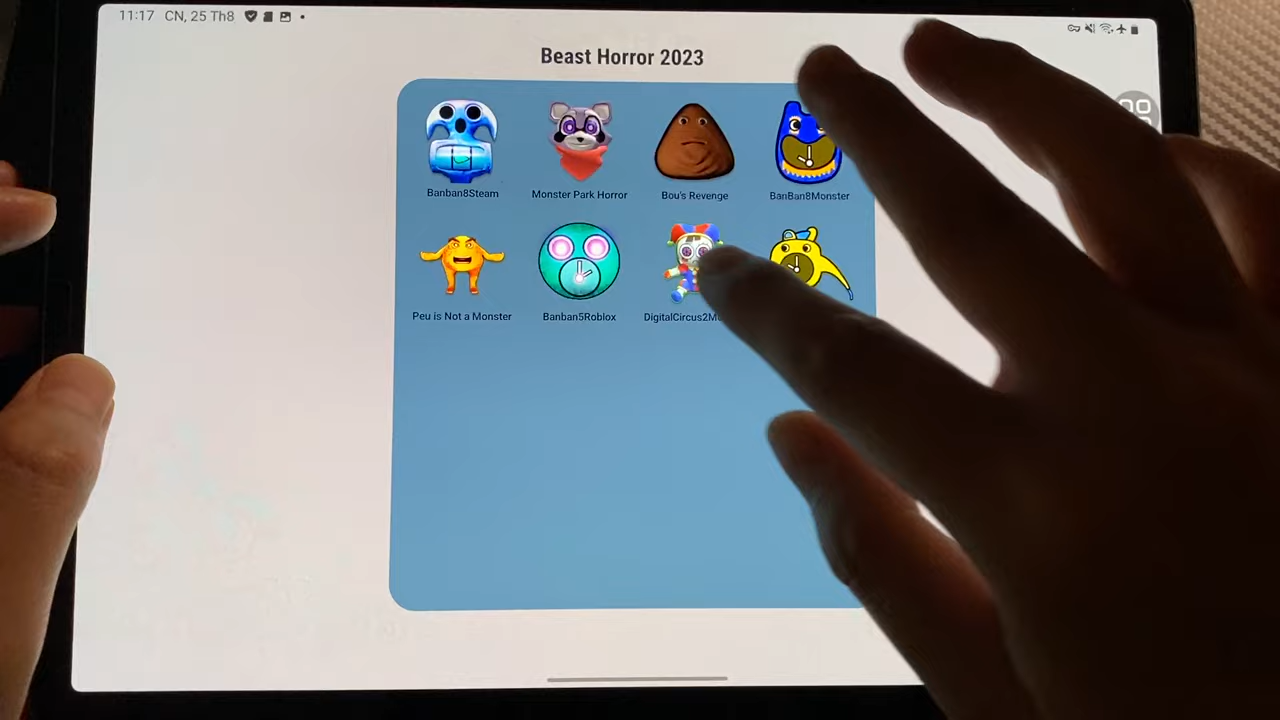 11:17 CN, 25 Th8
Beast Horror 2023
Banban8Steam
Monster Park Horror
Bou's Revenge
BanBan8Monster
Peu is Not a Monster
Banban5Roblox